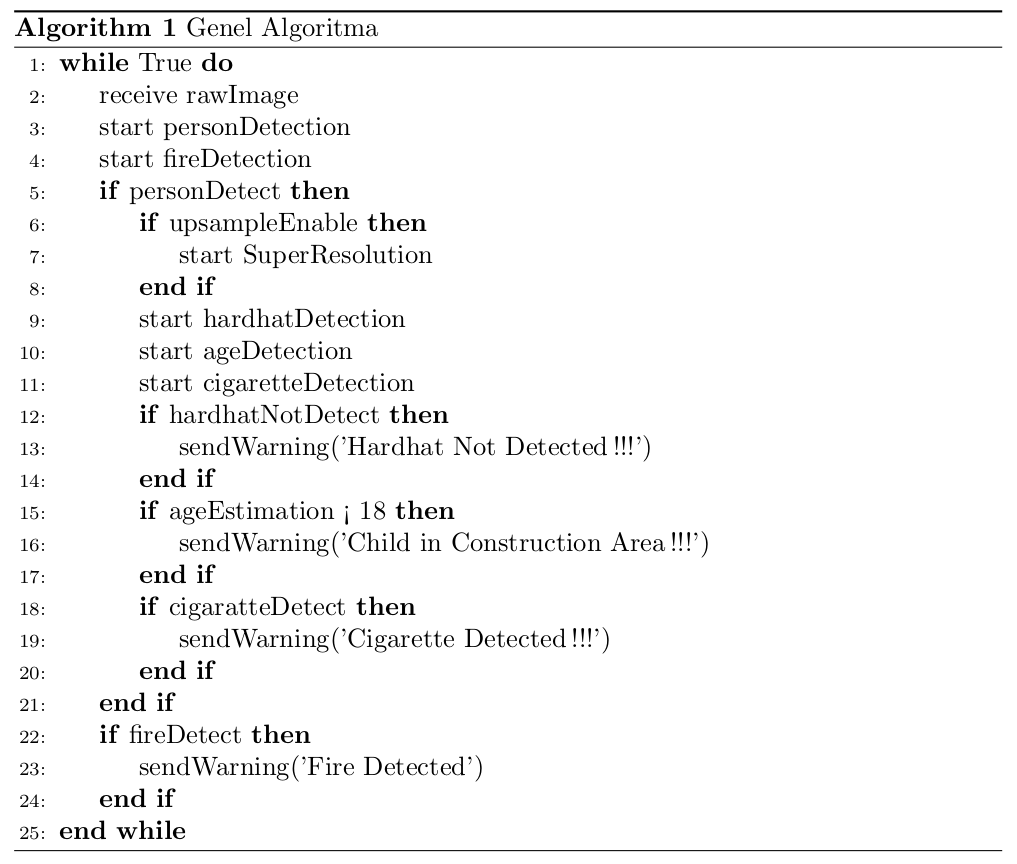 Algorithm 1 Genel Algoritma
1: while True do
2: receive rawImage
3: start personDetection
4: start fireDetection
5: if personDetect then
6: if upsampleEnable then
7: start SuperResolution
8: end if
9: start hardhatDetection
10: start ageDetection
11: start cigaretteDetection
12: if hardhatNotDetect then
13: sendWarning('Hardhat Not Detected !!!')
14: end if
15: if ageEstimation ¡ 18 then
16: sendWarning('Child in Construction Area !!!')
17: end if
18: if cigaratteDetect then
19: sendWarning('Cigarette Detected !!!')
20: end if
21: end if
22: if fireDetect then
23: sendWarning('Fire Detected')
24: end if
25: end while